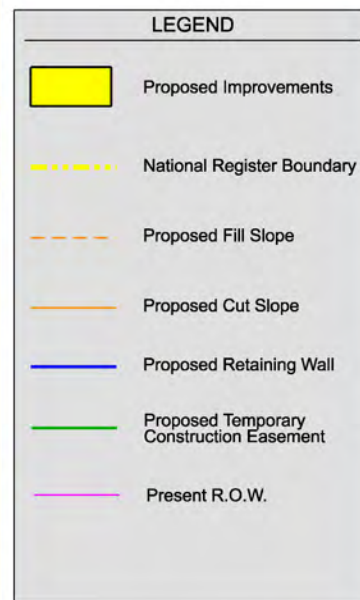 LEGEND
Proposed Improvements
National Register Boundary
Proposed Fill Slope
Proposed Cut Slope
Proposed Retaining Wall
Proposed Temporary
Construction Easement
Present R.O.W.